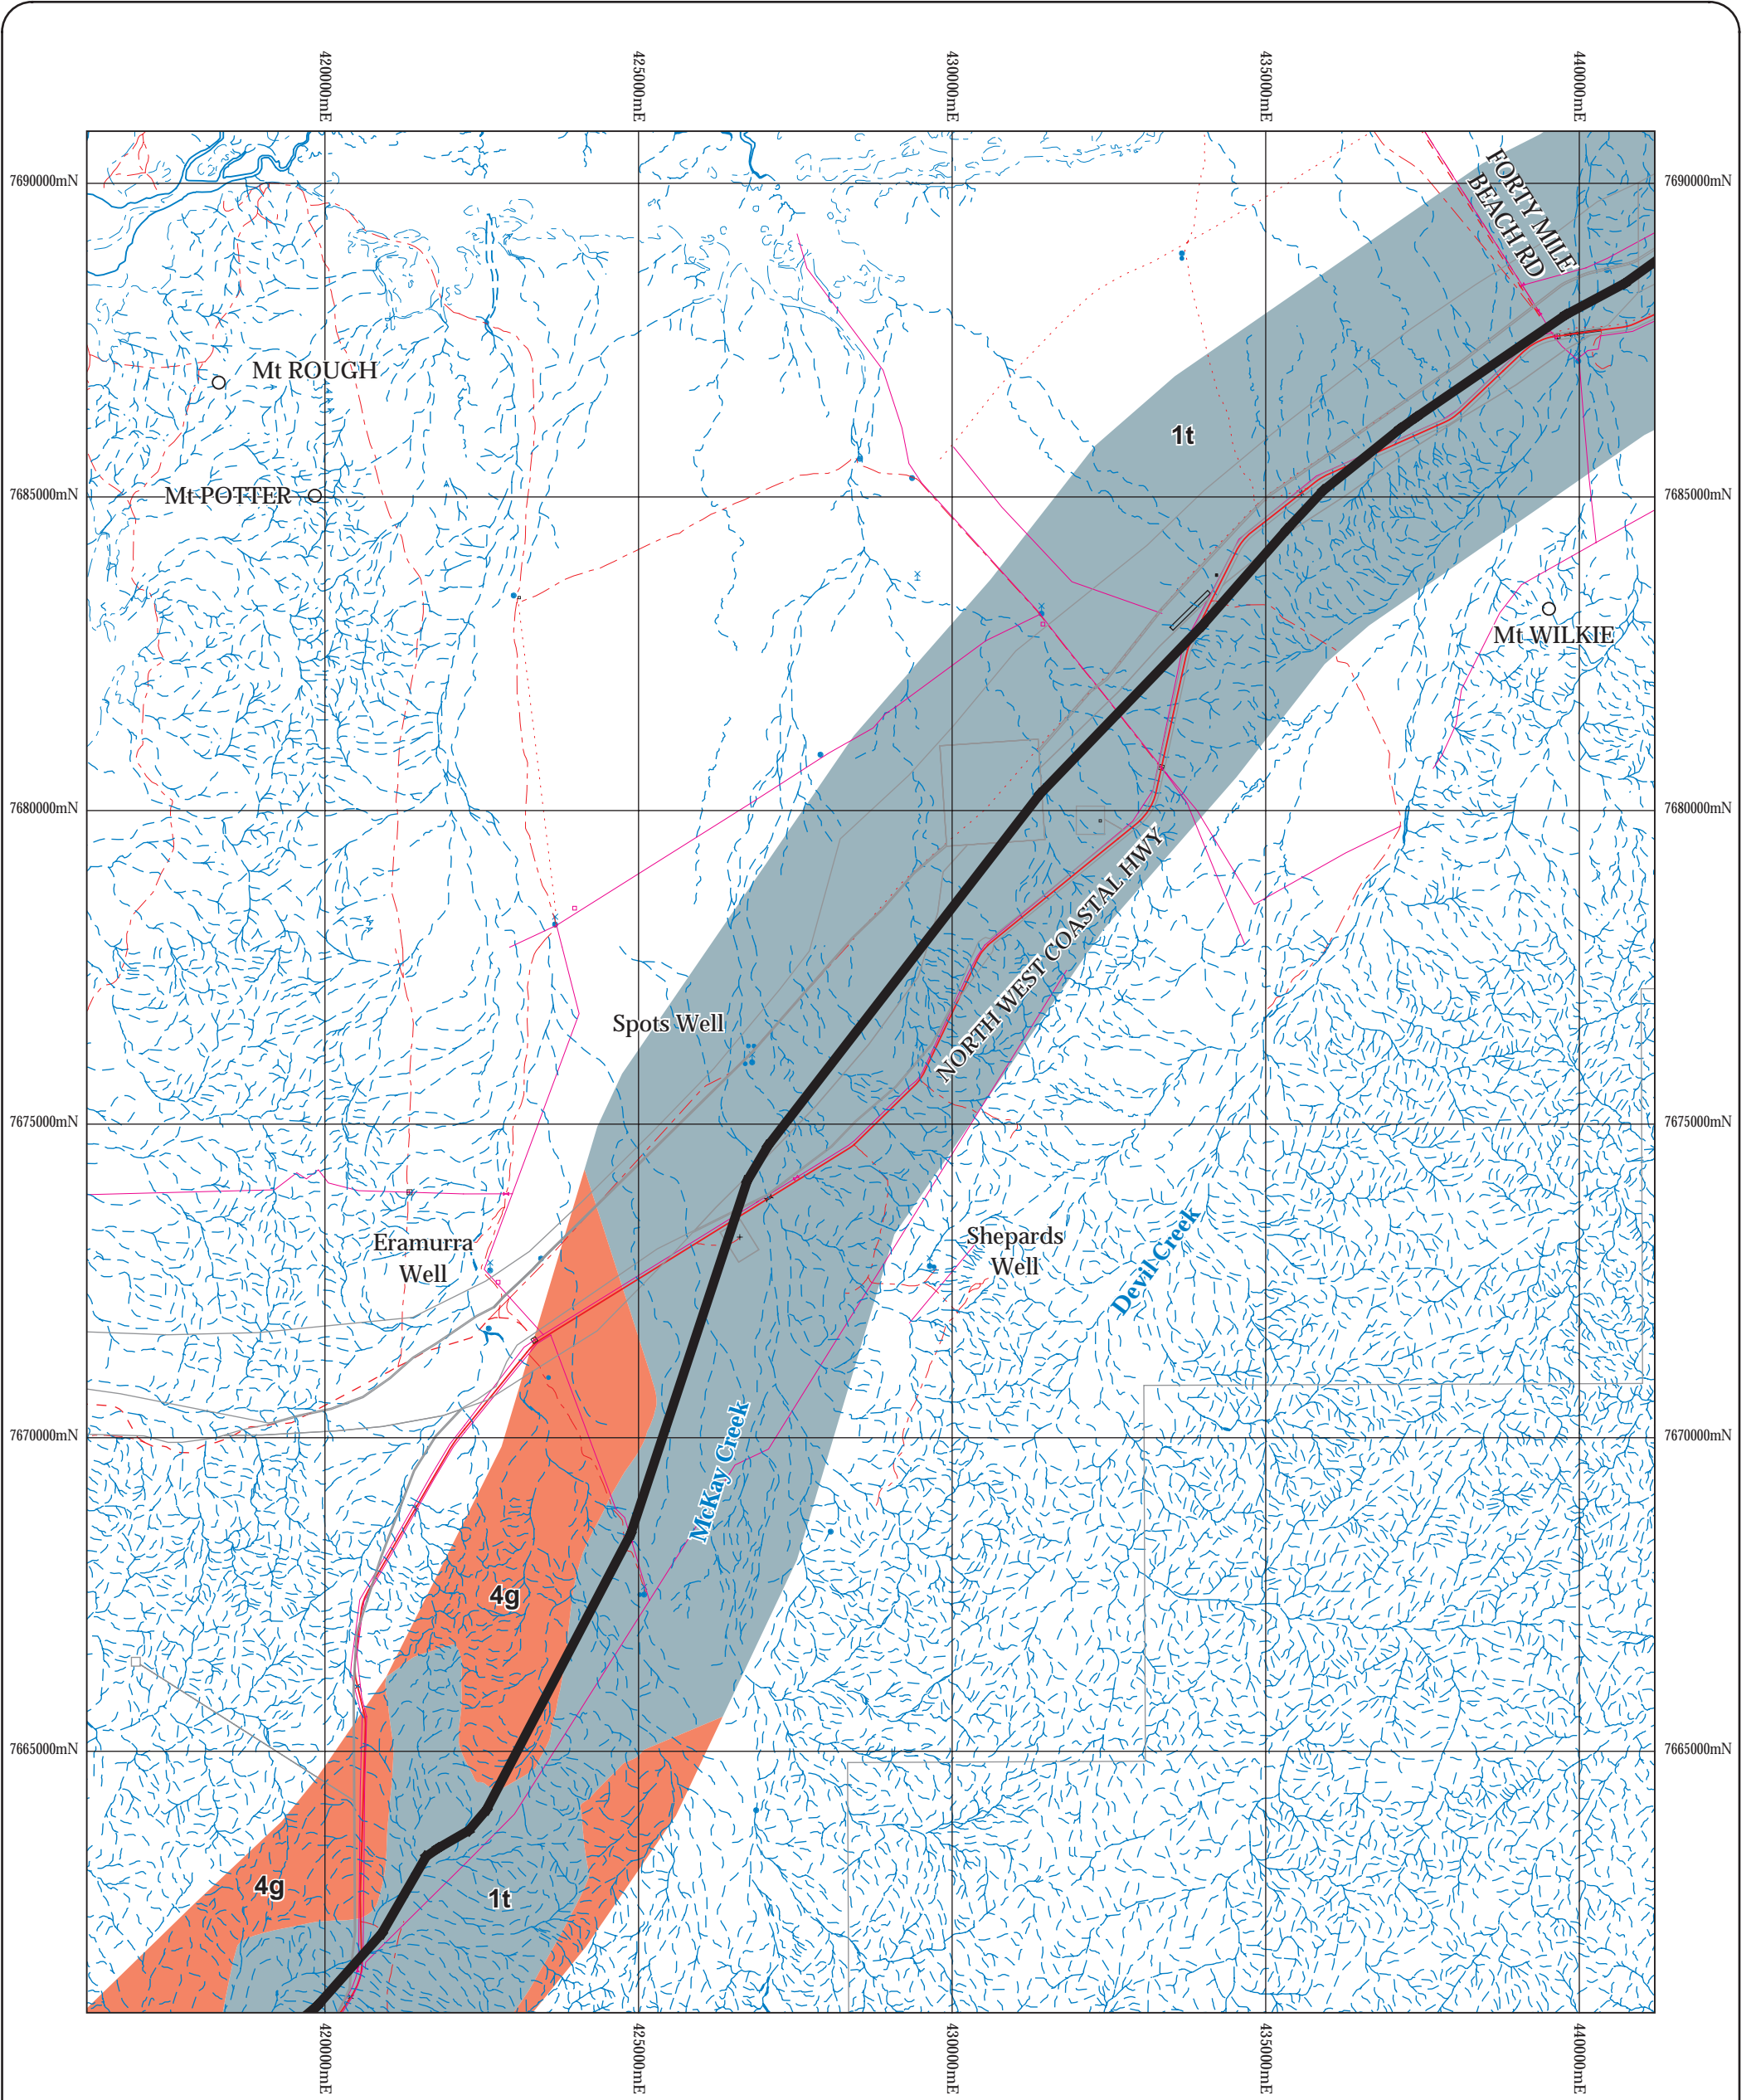 420000mE
425000mE
430000mE
435000mE
440000mE
7690000mN
7690000mN
FORTY MILE
BEACH RD
Mt ROUGH
1t
Mt POTTER
7685000mN
7685000mN
Mt WILKIE
7680000mN
7680000mN
NORTH WEST COASTAL HWY
Spots Well
7675000mN
7675000mN
Eramurra
Well
Shepards
Well
Devil Creek
7670000mN
7670000mN
McKay Creek
4g
7665000mN
7665000mN
4g
1t
420000mE
425000mE
430000mE
435000mE
440000mE